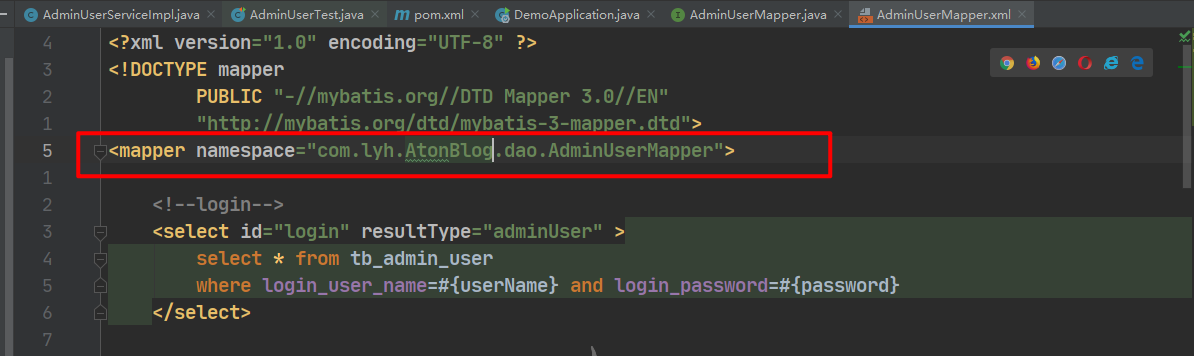 AdminUserServiceImpl.java AdminUserTest.java pom.xml DemoApplication.java AdminUserMapper.java AdminUserMapper.xml
4 <?xml version="1.0" encoding="UTF-8" ?>
3 <!DOCTYPE mapper
2 PUBLIC "-//mybatis.org//DTD Mapper 3.0//EN"
1 "http://mybatis.org/dtd/mybatis-3-mapper.dtd">
5 <mapper namespace="com.lyh.AtonBlog.dao.AdminUserMapper">
1
2 <!--login-->
3 <select id="login" resultType="adminUser" >
4 select * from tb_admin_user
5 where login_user_name=#{userName} and login_password=#{password}
6 </select>
7